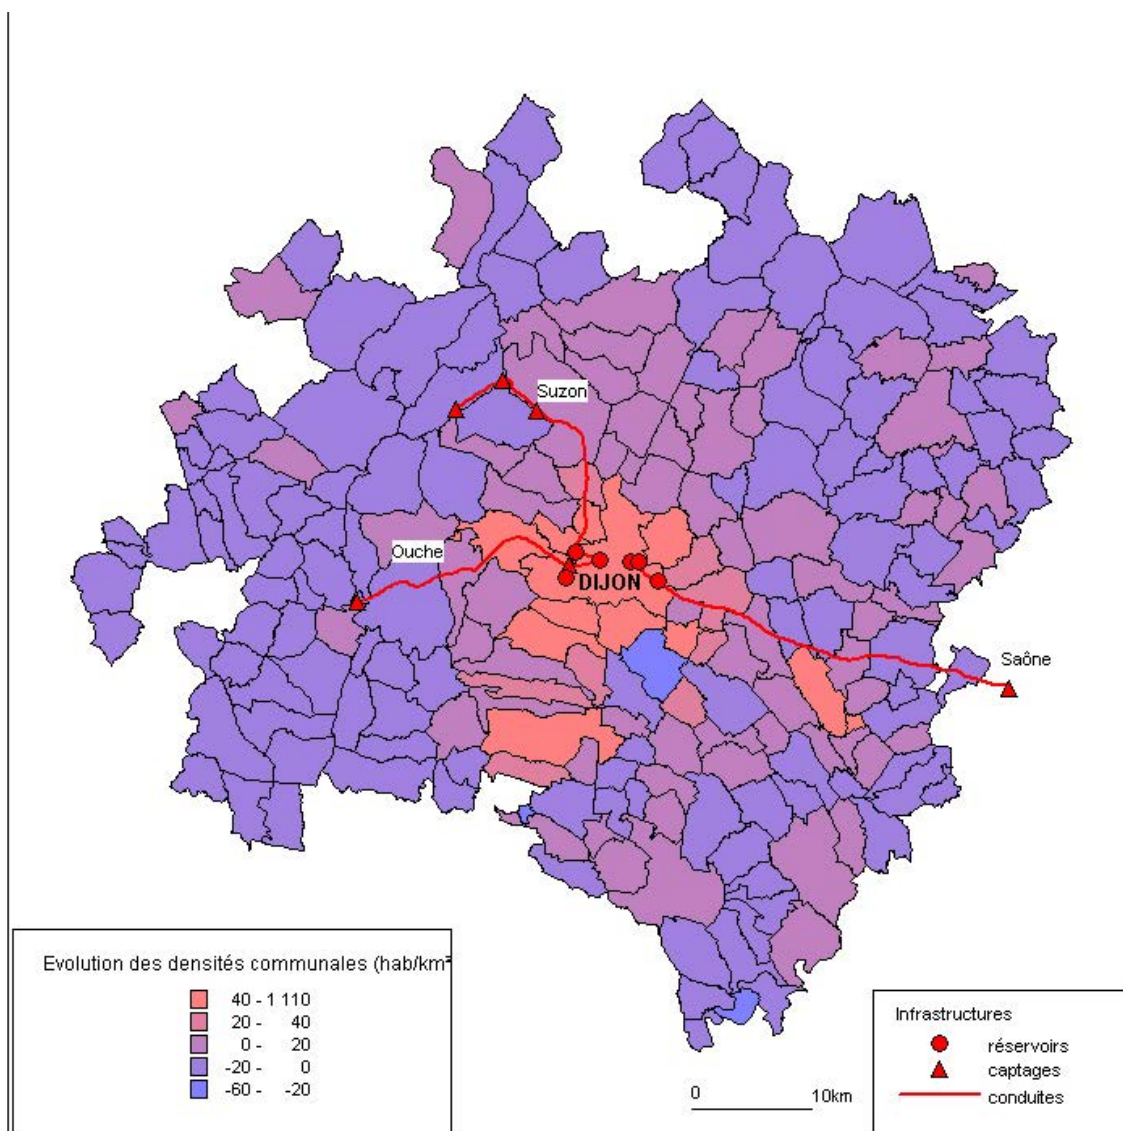 Suzon
Ouche
DIJON
Saône
Evolution des densités communales (hab/km²
40 - 1 110
20 - 40
0 - 20
-20 - 0
-60 - -20
0 10km
Infrastructures
réservoirs
captages
conduites